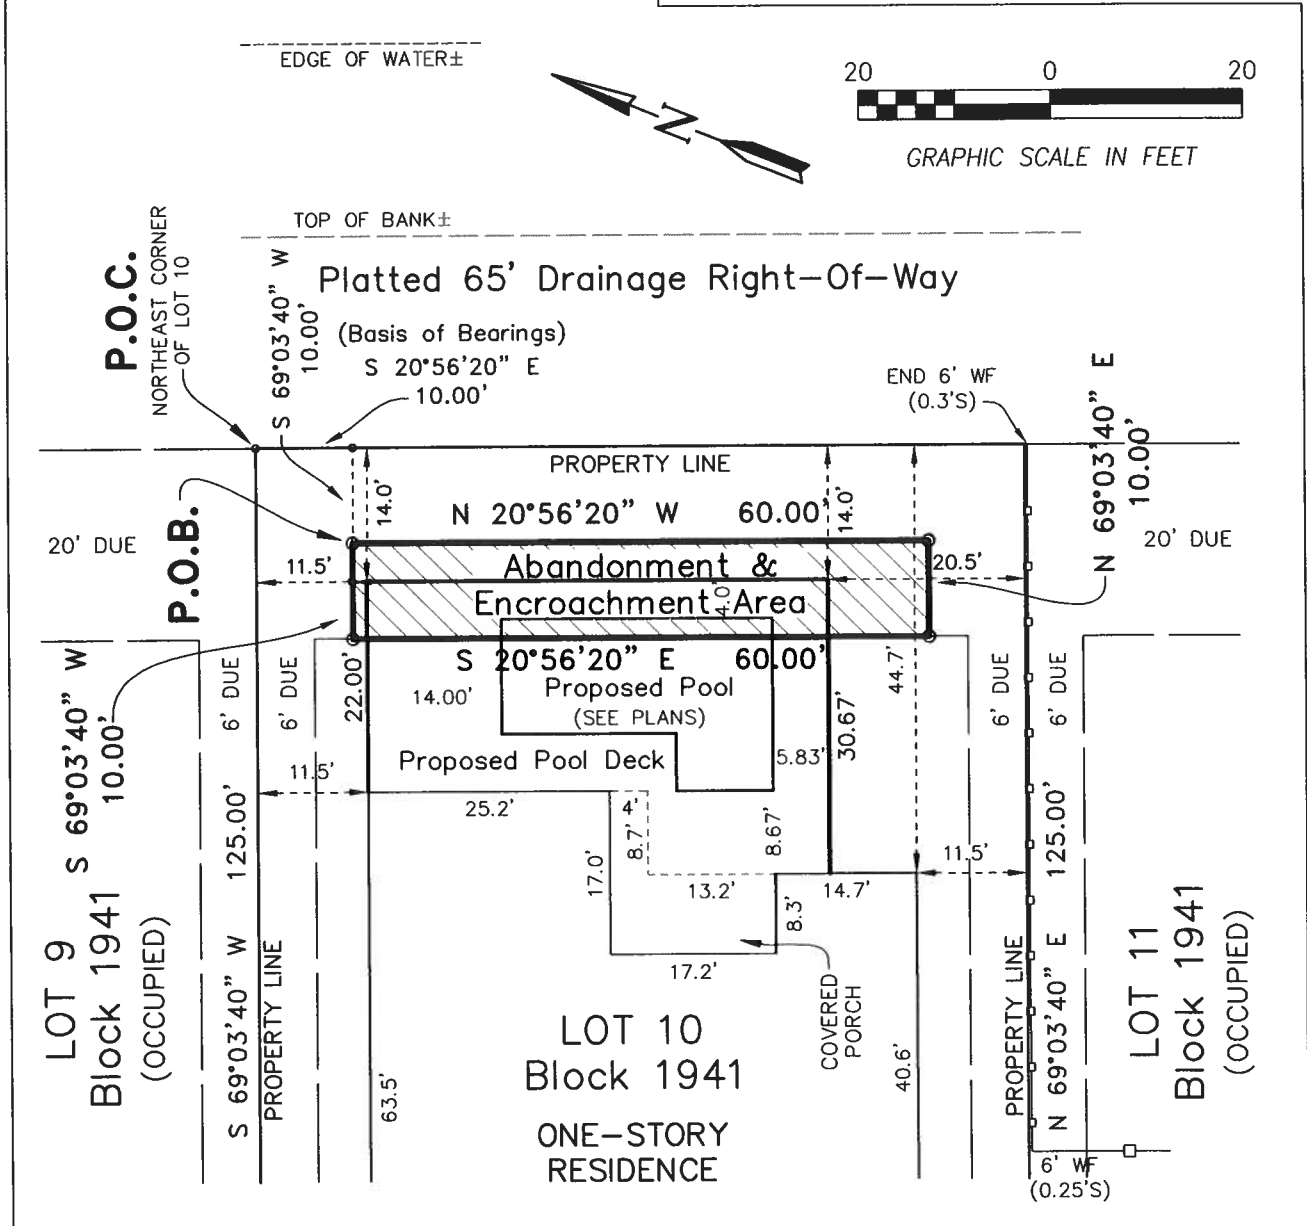 EDGE OF WATER±
N
20 0 20
GRAPHIC SCALE IN FEET
TOP OF BANK±
Platted 65' Drainage Right-Of-Way
P.O.C.
NORTHEAST CORNER
OF LOT 10
S 69°03'40" W
10.00'
(Basis of Bearings)
S 20°56'20" E
10.00'
END 6' WF
(0.3'S)
N 69°03'40" E
10.00'
PROPERTY LINE
14.0'
14.0'
N 20°56'20" W 60.00'
P.O.B.
20' DUE
20' DUE
11.5'
20.5'
Abandonment &
Encroachment Area
4.0'
S 20°56'20" E 60.00'
S 69°03'40" W
10.00'
6' DUE
6' DUE
22.00'
14.00'
Proposed Pool
(SEE PLANS)
44.7'
30.67'
6' DUE
6' DUE
Proposed Pool Deck
5.83'
11.5'
25.2'
4'
8.7'
8.67'
17.0'
13.2'
14.7'
11.5'
8.3'
17.2'
COVERED
PORCH
125.00'
S 69°03'40" W
PROPERTY LINE
125.00'
N 69°03'40" E
PROPERTY LINE
LOT 9
Block 1941
(OCCUPIED)
LOT 10
Block 1941
ONE-STORY
RESIDENCE
LOT 11
Block 1941
(OCCUPIED)
63.5'
40.6'
6' WF
(0.25'S)